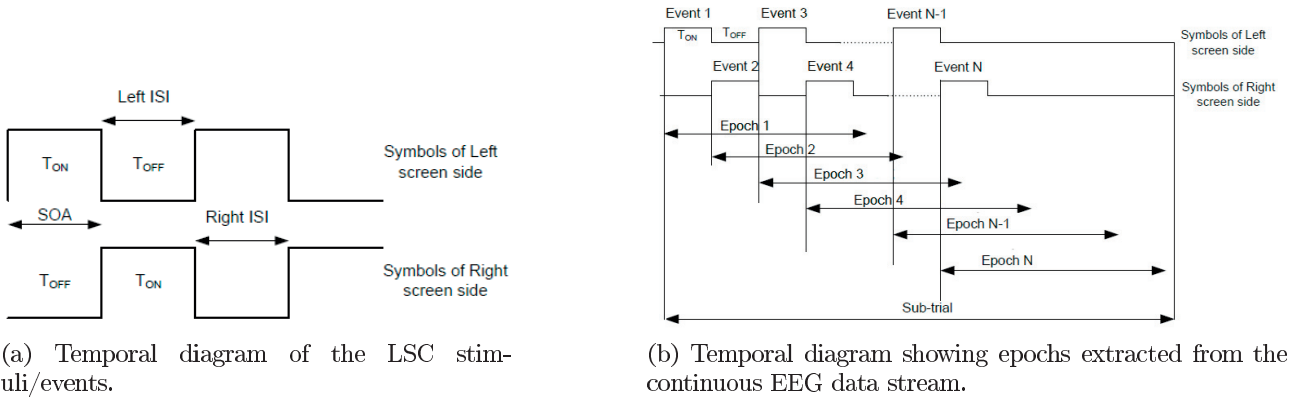 Left ISI
TON
TOFF
Symbols of Left
screen side
SOA
Right ISI
TOFF
TON
Symbols of Right
screen side
(a) Temporal diagram of the LSC stim-
uli/events.
Event 1
Event 3
Event N-1
TON
TOFF
Symbols of Left
screen side
Event 2
Event 4
Event N
Symbols of Right
screen side
Epoch 1
Epoch 2
Epoch 3
Epoch 4
Epoch N-1
Epoch N
Sub-trial
(b) Temporal diagram showing epochs extracted from the
continuous EEG data stream.